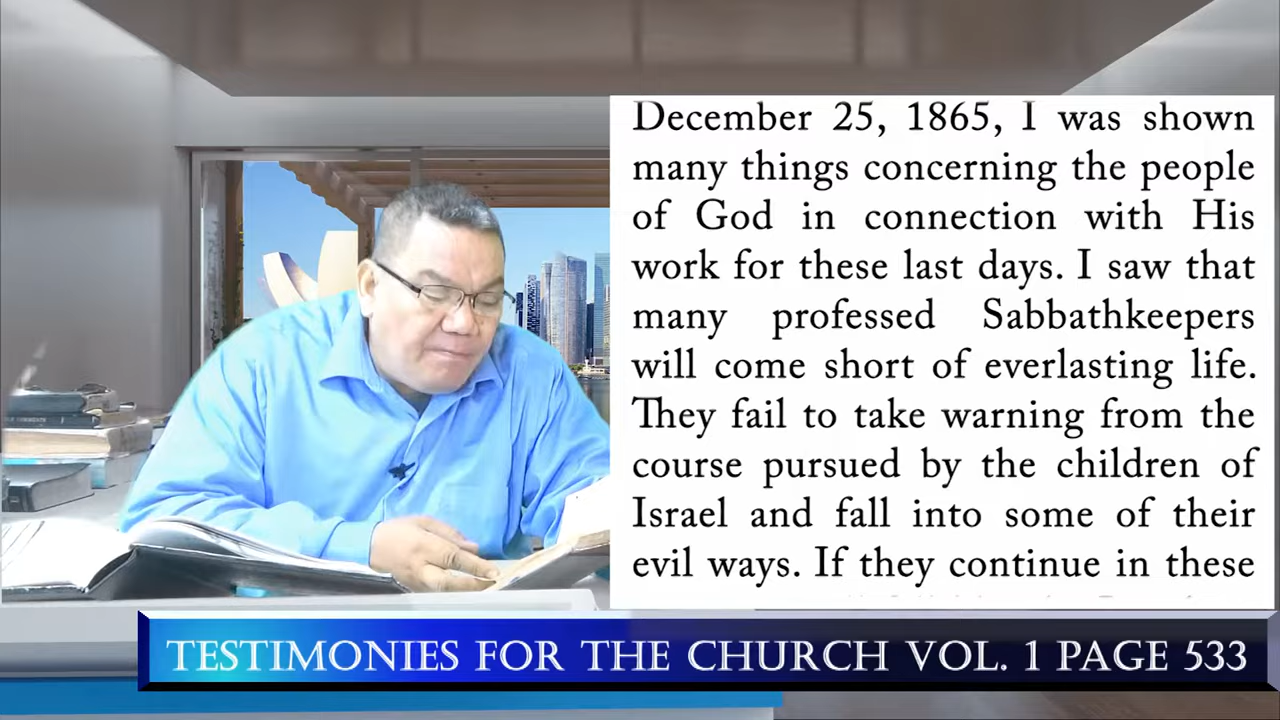 December 25, 1865, I was shown
many things concerning the people
of God in connection with His
work for these last days. I saw that
many professed Sabbathkeepers
will come short of everlasting life.
They fail to take warning from the
course pursued by the children of
Israel and fall into some of their
evil ways. If they continue in these
TESTIMONIES FOR THE CHURCH VOL. 1 PAGE 533